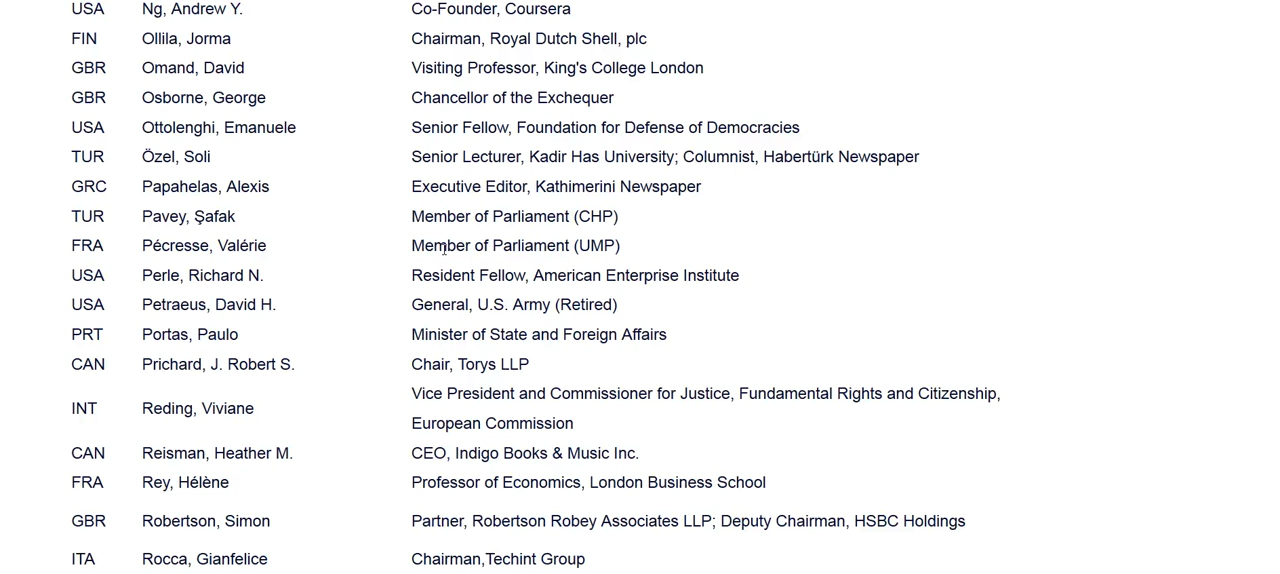 USA Ng, Andrew Y. Co-Founder, Coursera
FIN Ollila, Jorma Chairman, Royal Dutch Shell, plc
GBR Omand, David Visiting Professor, King's College London
GBR Osborne, George Chancellor of the Exchequer
USA Ottolenghi, Emanuele Senior Fellow, Foundation for Defense of Democracies
TUR Özel, Soli Senior Lecturer, Kadir Has University; Columnist, Habertürk Newspaper
GRC Papahelas, Alexis Executive Editor, Kathimerini Newspaper
TUR Pavey, Şafak Member of Parliament (CHP)
FRA Pécresse, Valérie Member of Parliament (UMP)
USA Perle, Richard N. Resident Fellow, American Enterprise Institute
USA Petraeus, David H. General, U.S. Army (Retired)
PRT Portas, Paulo Minister of State and Foreign Affairs
CAN Prichard, J. Robert S. Chair, Torys LLP
INT Reding, Viviane Vice President and Commissioner for Justice, Fundamental Rights and Citizenship,
European Commission
CAN Reisman, Heather M. CEO, Indigo Books & Music Inc.
FRA Rey, Hélène Professor of Economics, London Business School
GBR Robertson, Simon Partner, Robertson Robey Associates LLP; Deputy Chairman, HSBC Holdings
ITA Rocca, Gianfelice Chairman,Techint Group